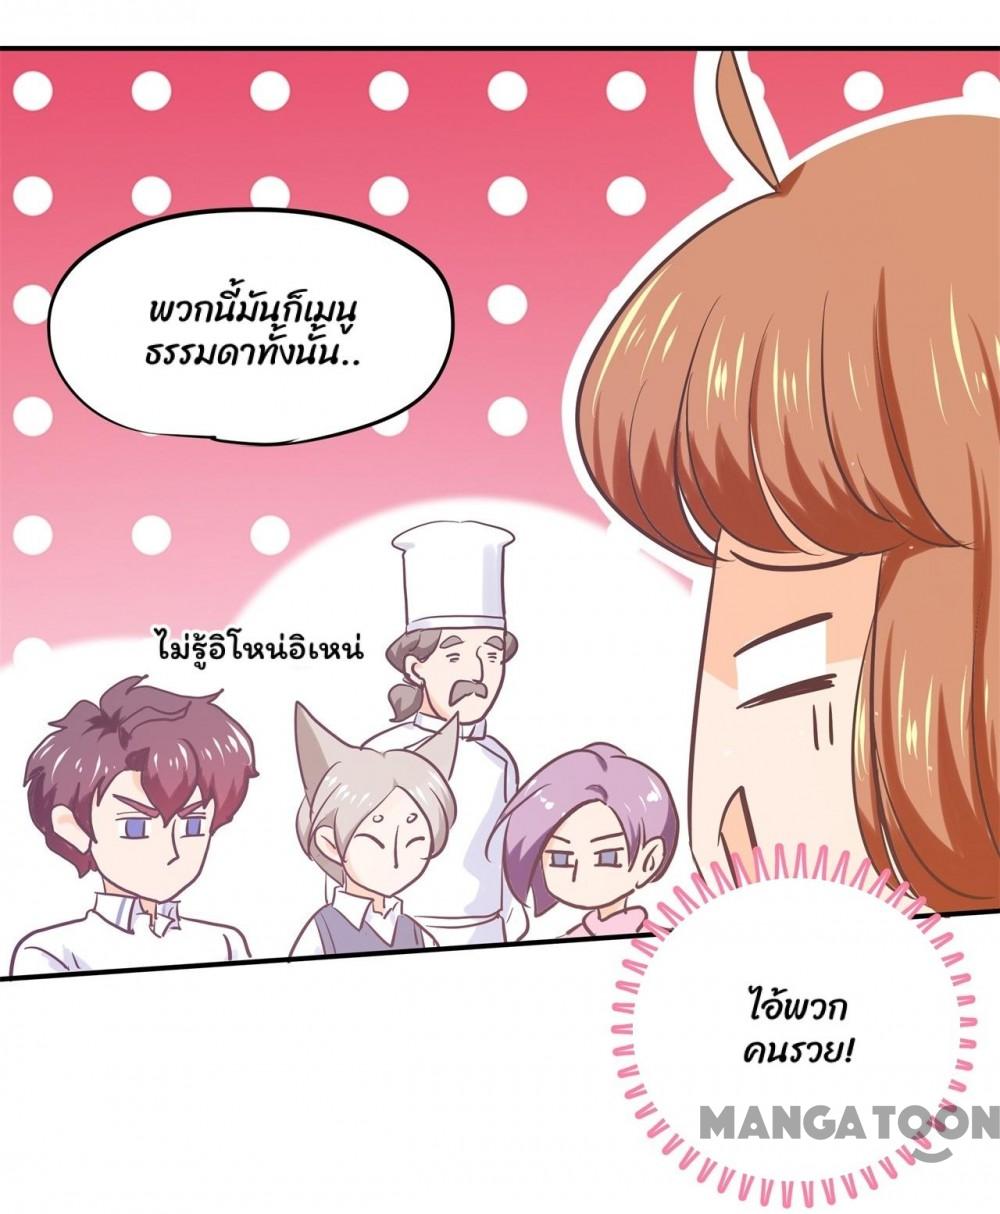 พวกนี้มันก็เมนู
ธรรมดาทั้งนั้น..
ไม่รู้อิโหน่อิเหน่
ไอ้พวก
คนรวย!
MANGATOON